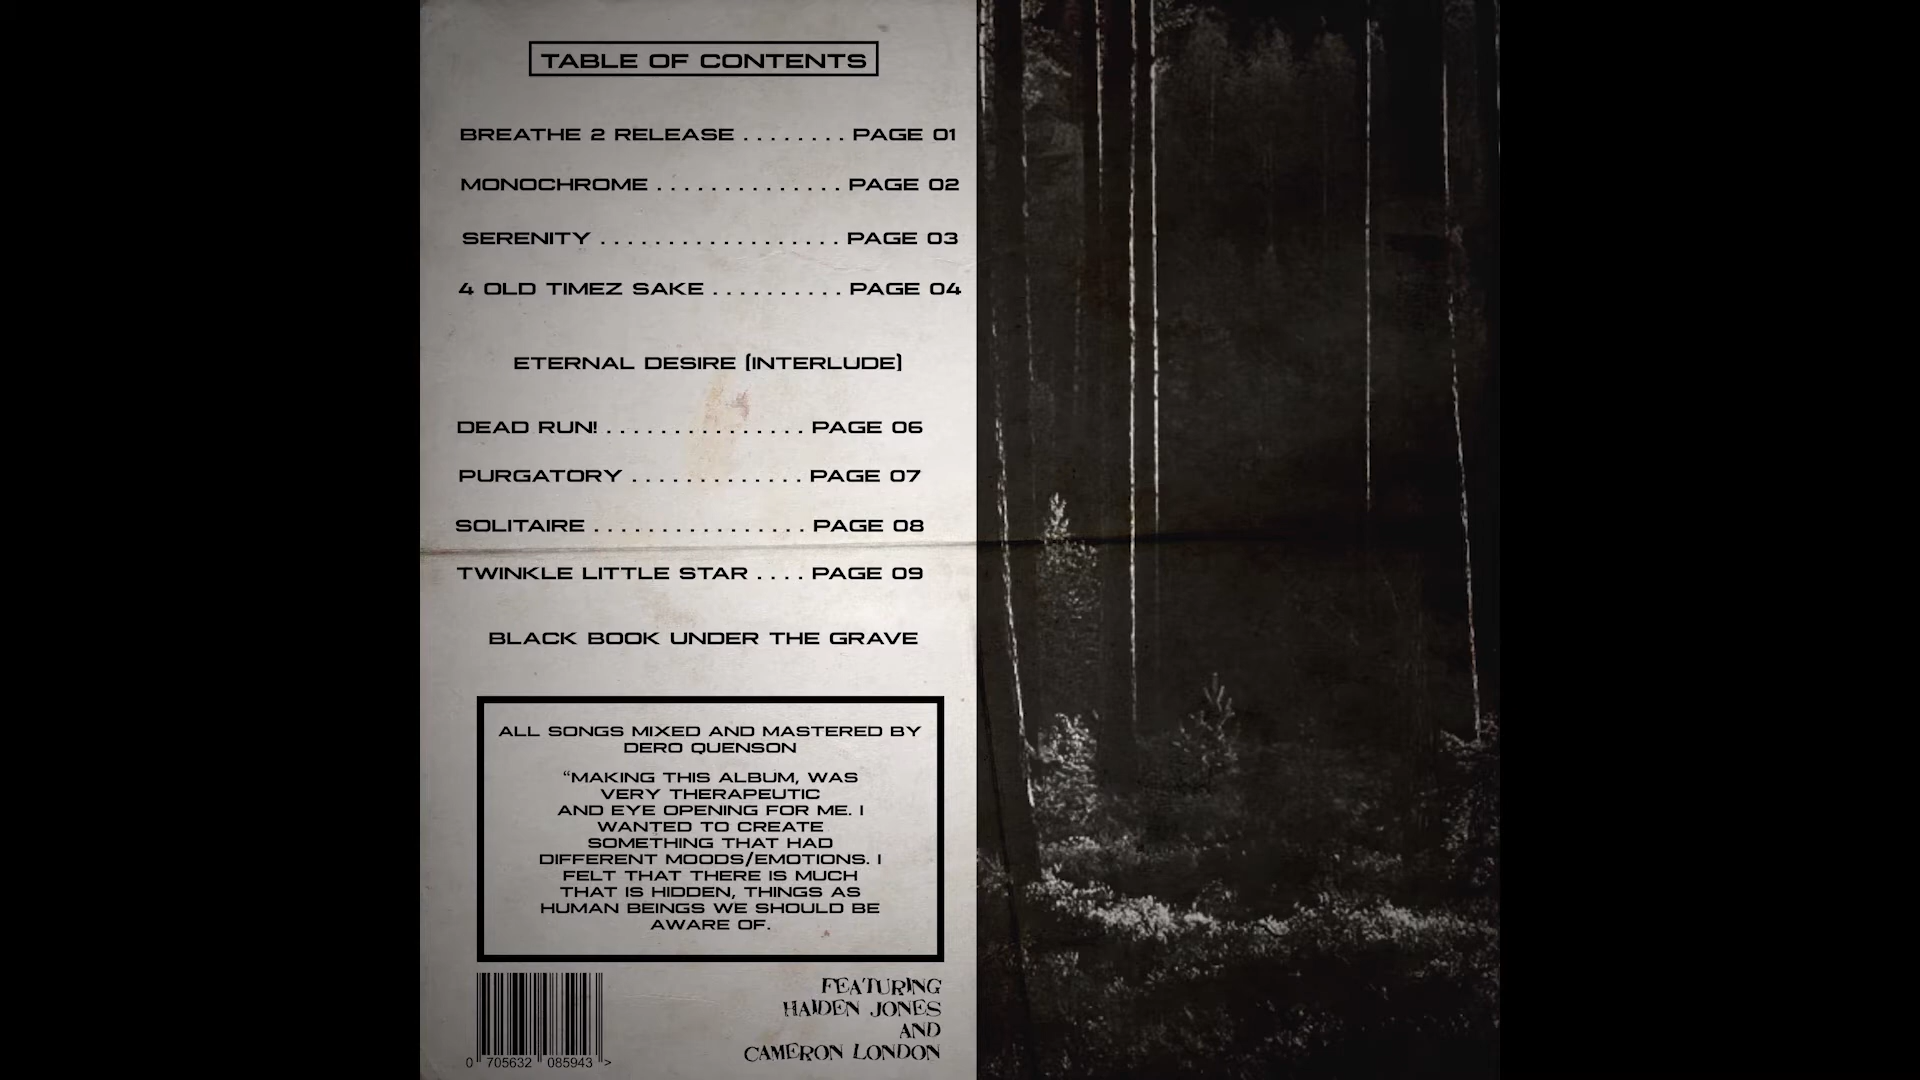 TABLE OF CONTENTS
BREATHE 2 RELEASE ........ PAGE 01
MONOCHROME .............. PAGE 02
SERENITY .................. PAGE 03
4 OLD TIMEZ SAKE .......... PAGE 04
ETERNAL DESIRE (INTERLUDE)
DEAD RUN! ............... PAGE 06
PURGATORY ............. PAGE 07
SOLITAIRE ................ PAGE 08
TWINKLE LITTLE STAR .... PAGE 09
BLACK BOOK UNDER THE GRAVE
ALL SONGS MIXED AND MASTERED BY
DERO QUENSON
“MAKING THIS ALBUM, WAS
VERY THERAPEUTIC
AND EYE OPENING FOR ME. I
WANTED TO CREATE
SOMETHING THAT HAD
DIFFERENT MOODS/EMOTIONS. I
FELT THAT THERE IS MUCH
THAT IS HIDDEN, THINGS AS
HUMAN BEINGS WE SHOULD BE
AWARE OF.
0 705632 085943 >
FEATURING
HAIDEN JONES
AND
CAMERON LONDON